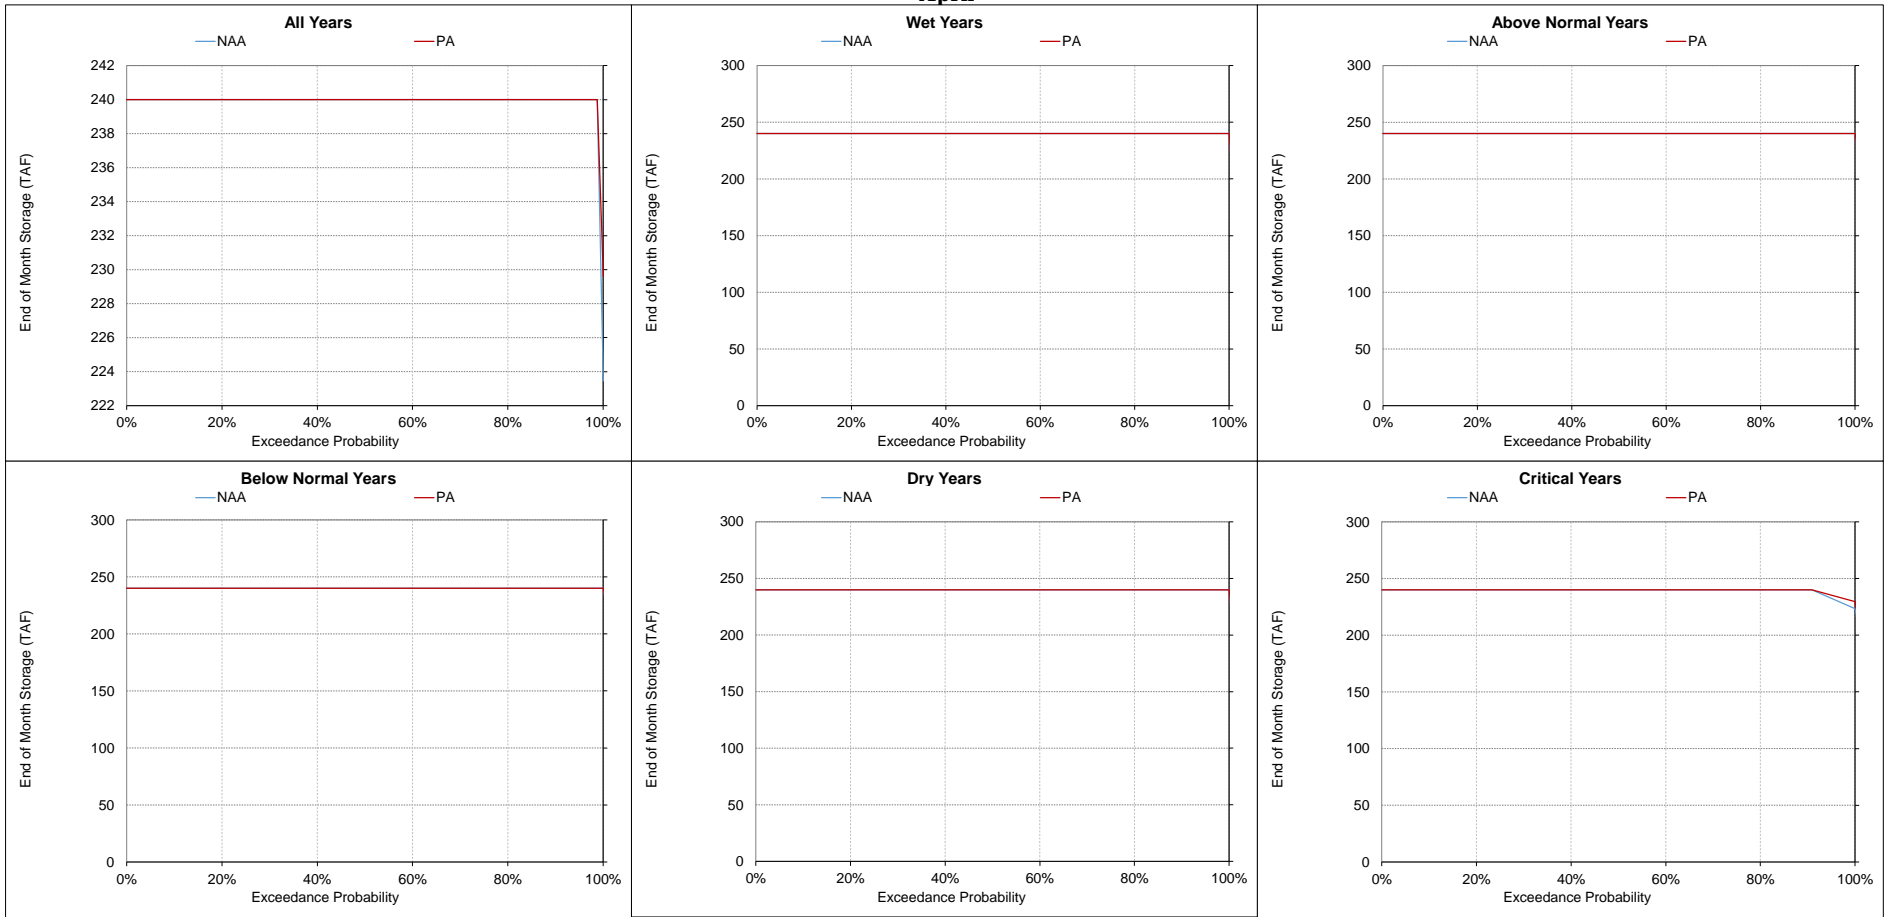 All Years
NAA PA
242
240
238
236
234
232
230
228
226
224
222
0% 20% 40% 60% 80% 100%
Exceedance Probability
End of Month Storage (TAF)
Wet Years
NAA PA
300
250
200
150
100
50
0
0% 20% 40% 60% 80% 100%
Exceedance Probability
End of Month Storage (TAF)
Above Normal Years
NAA PA
300
250
200
150
100
50
0
0% 20% 40% 60% 80% 100%
Exceedance Probability
End of Month Storage (TAF)
Below Normal Years
NAA PA
300
250
200
150
100
50
0
0% 20% 40% 60% 80% 100%
Exceedance Probability
End of Month Storage (TAF)
Dry Years
NAA PA
300
250
200
150
100
50
0
0% 20% 40% 60% 80% 100%
Exceedance Probability
End of Month Storage (TAF)
Critical Years
NAA PA
300
250
200
150
100
50
0
0% 20% 40% 60% 80% 100%
Exceedance Probability
End of Month Storage (TAF)